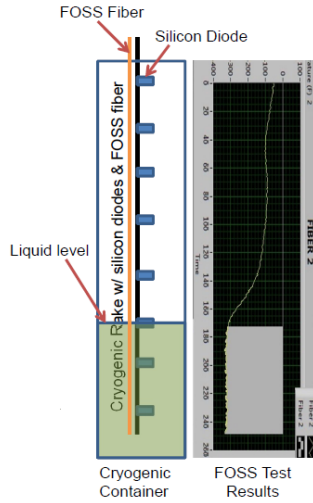 FOSS Fiber
Silicon Diode
Liquid level
Cryogenic Rake w/ silicon diodes & FOSS fiber
ature (F) 2
100
0
-100
-200
-300
-400
0
20
40
60
80
100
120
140
160
180
200
220
240
260
Time
FIBER 2
Fiber 2
Fiber 2
Cryogenic
Container
FOSS Test
Results